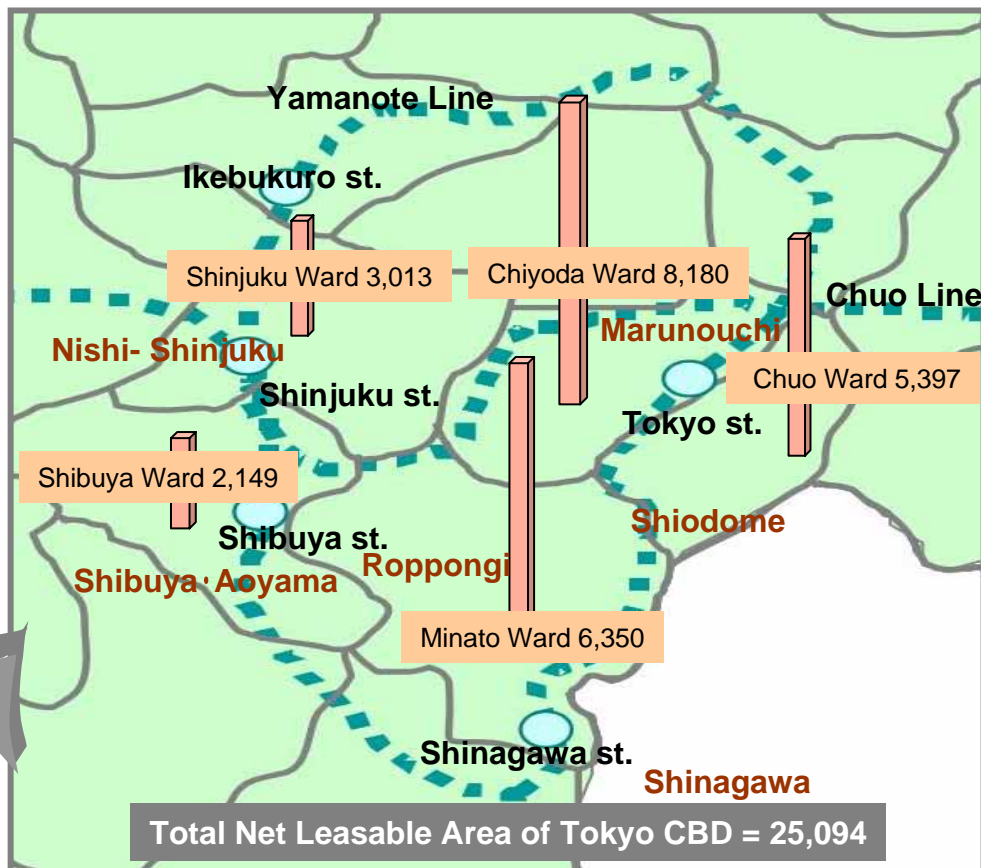 Yamanote Line
Ikebukuro st.
Shinjuku Ward 3,013
Chiyoda Ward 8,180
Chuo Line
Marunouchi
Nishi- Shinjuku
Chuo Ward 5,397
Shinjuku st.
Tokyo st.
Shibuya Ward 2,149
Shiodome
Shibuya st.
Roppongi
Shibuya･Aoyama
Minato Ward 6,350
Shinagawa st.
Shinagawa
Total Net Leasable Area of Tokyo CBD = 25,094